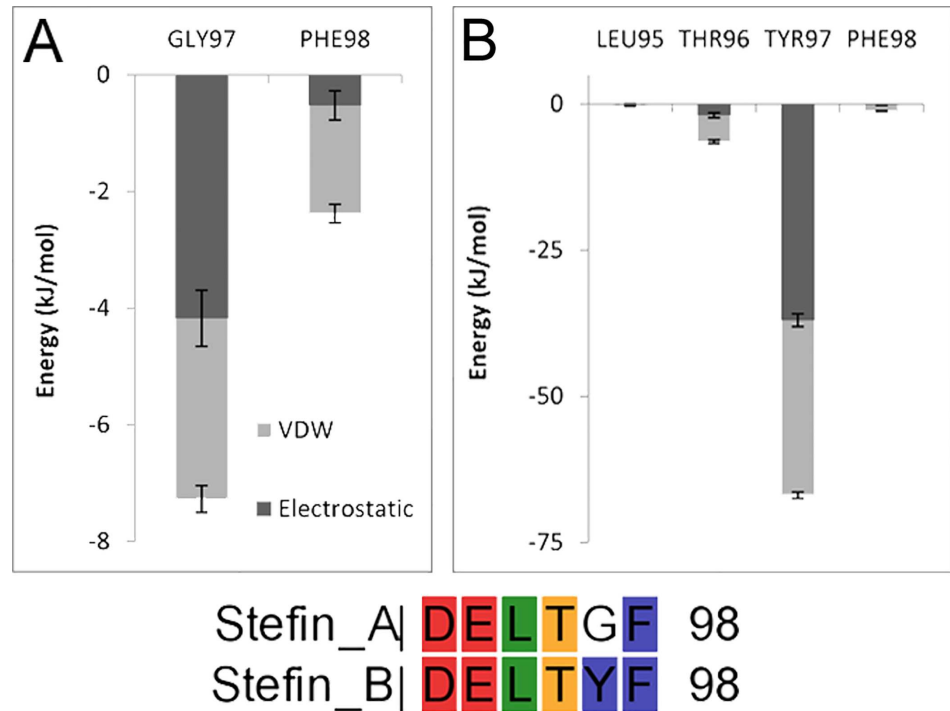 A
GLY97 PHE98
0
-2
-4
-6
-8
Energy (kJ/mol)
VDW
Electrostatic
B
LEU95 THR96 TYR97 PHE98
0
-25
-50
-75
Energy (kJ/mol)
Stefin_A| DELTGF 98
Stefin_B| DELTYF 98